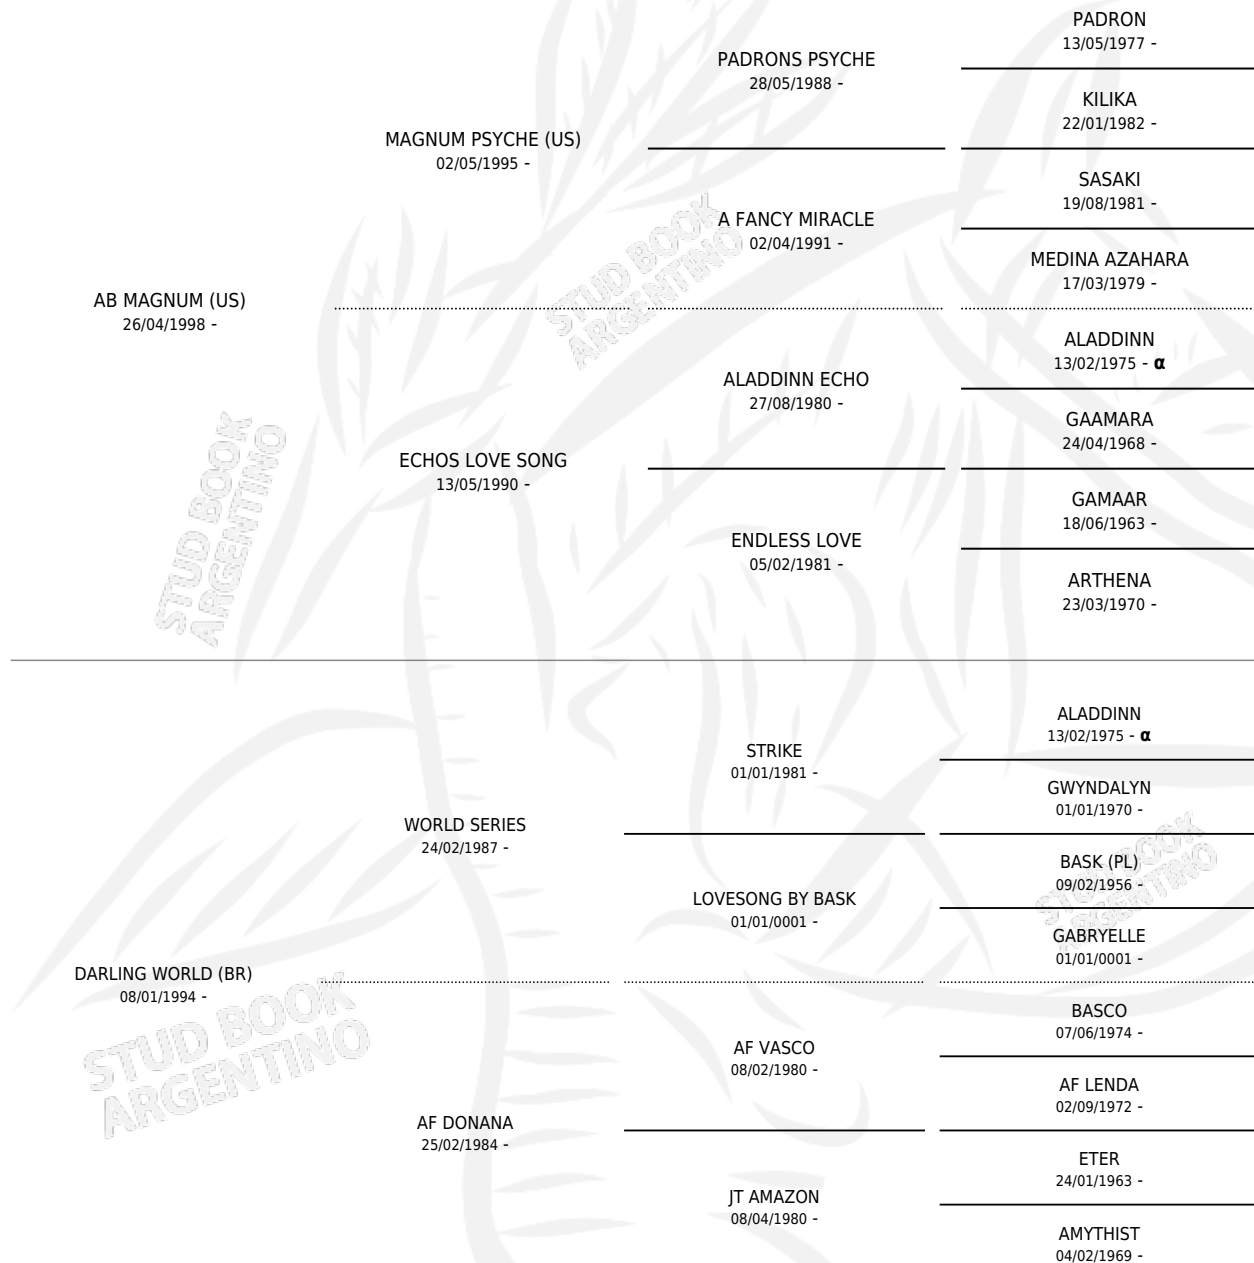 PADRON
13/05/1977 -
PADRONS PSYCHE
28/05/1988 -
KILIKA
22/01/1982 -
MAGNUM PSYCHE (US)
02/05/1995 -
SASAKI
19/08/1981 -
A FANCY MIRACLE
02/04/1991 -
MEDINA AZAHARA
17/03/1979 -
AB MAGNUM (US)
26/04/1998 -
ALADDINN
13/02/1975 - α
ALADDINN ECHO
27/08/1980 -
GAAMARA
24/04/1968 -
ECHOS LOVE SONG
13/05/1990 -
GAMAAR
18/06/1963 -
ENDLESS LOVE
05/02/1981 -
ARTHENA
23/03/1970 -
STUD BOOK
ARGENTINO
STUD BOOK
ARGENTINO
ALADDINN
13/02/1975 - α
STRIKE
01/01/1981 -
GWYNDALYN
01/01/1970 -
WORLD SERIES
24/02/1987 -
BASK (PL)
09/02/1956 -
LOVESONG BY BASK
01/01/0001 -
GABRYELLE
01/01/0001 -
DARLING WORLD (BR)
08/01/1994 -
BASCO
07/06/1974 -
AF VASCO
08/02/1980 -
AF LENDA
02/09/1972 -
AF DONANA
25/02/1984 -
ETER
24/01/1963 -
JT AMAZON
08/04/1980 -
AMYTHIST
04/02/1969 -
STUD BOOK
ARGENTINO
STUD BOOK
ARGENTINO